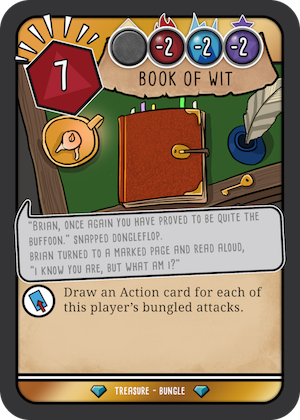 7
-2 -2 -2
BOOK OF WIT
"BRIAN, ONCE AGAIN YOU HAVE PROVED TO BE QUITE THE
BUFFOON." SNAPPED DONGLEFLOP.
BRIAN TURNED TO A MARKED PAGE AND READ ALOUD,
"I KNOW YOU ARE, BUT WHAT AM I?"
Draw an Action card for each of
this player's bungled attacks.
TREASURE - BUNGLE